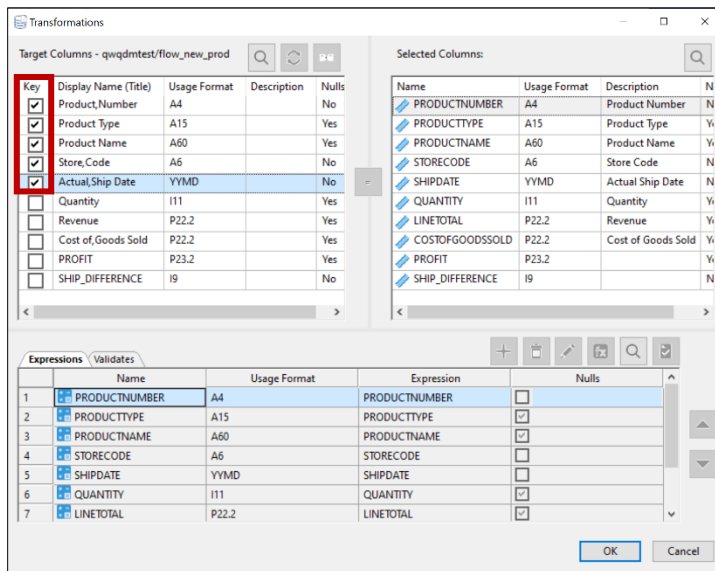 Transformations
Target Columns - qwqdmtest/flow_new_prod
Key Display Name (Title) Usage Format Description Nulls
Product,Number A4 No
Product Type A15 Yes
Product Name A60 Yes
Store,Code A6 No
Actual,Ship Date YYMD No
Quantity I11 Yes
Revenue P22.2 Yes
Cost of,Goods Sold P22.2 Yes
PROFIT P23.2 Yes
SHIP_DIFFERENCE I9 No
=
Selected Columns:
Name Usage Format Description N
PRODUCTNUMBER A4 Product Number N
PRODUCTTYPE A15 Product Type Ye
PRODUCTNAME A60 Product Name Ye
STORECODE A6 Store Code N
SHIPDATE YYMD Actual Ship Date N
QUANTITY I11 Quantity Ye
LINETOTAL P22.2 Revenue Ye
COSTOFGOODSSOLD P22.2 Cost of Goods Sold Ye
PROFIT P23.2 Ye
SHIP_DIFFERENCE I9 N
Expressions Validates
Name Usage Format Expression Nulls
1 PRODUCTNUMBER A4 PRODUCTNUMBER
2 PRODUCTTYPE A15 PRODUCTTYPE
3 PRODUCTNAME A60 PRODUCTNAME
4 STORECODE A6 STORECODE
5 SHIPDATE YYMD SHIPDATE
6 QUANTITY I11 QUANTITY
7 LINETOTAL P22.2 LINETOTAL
OK Cancel